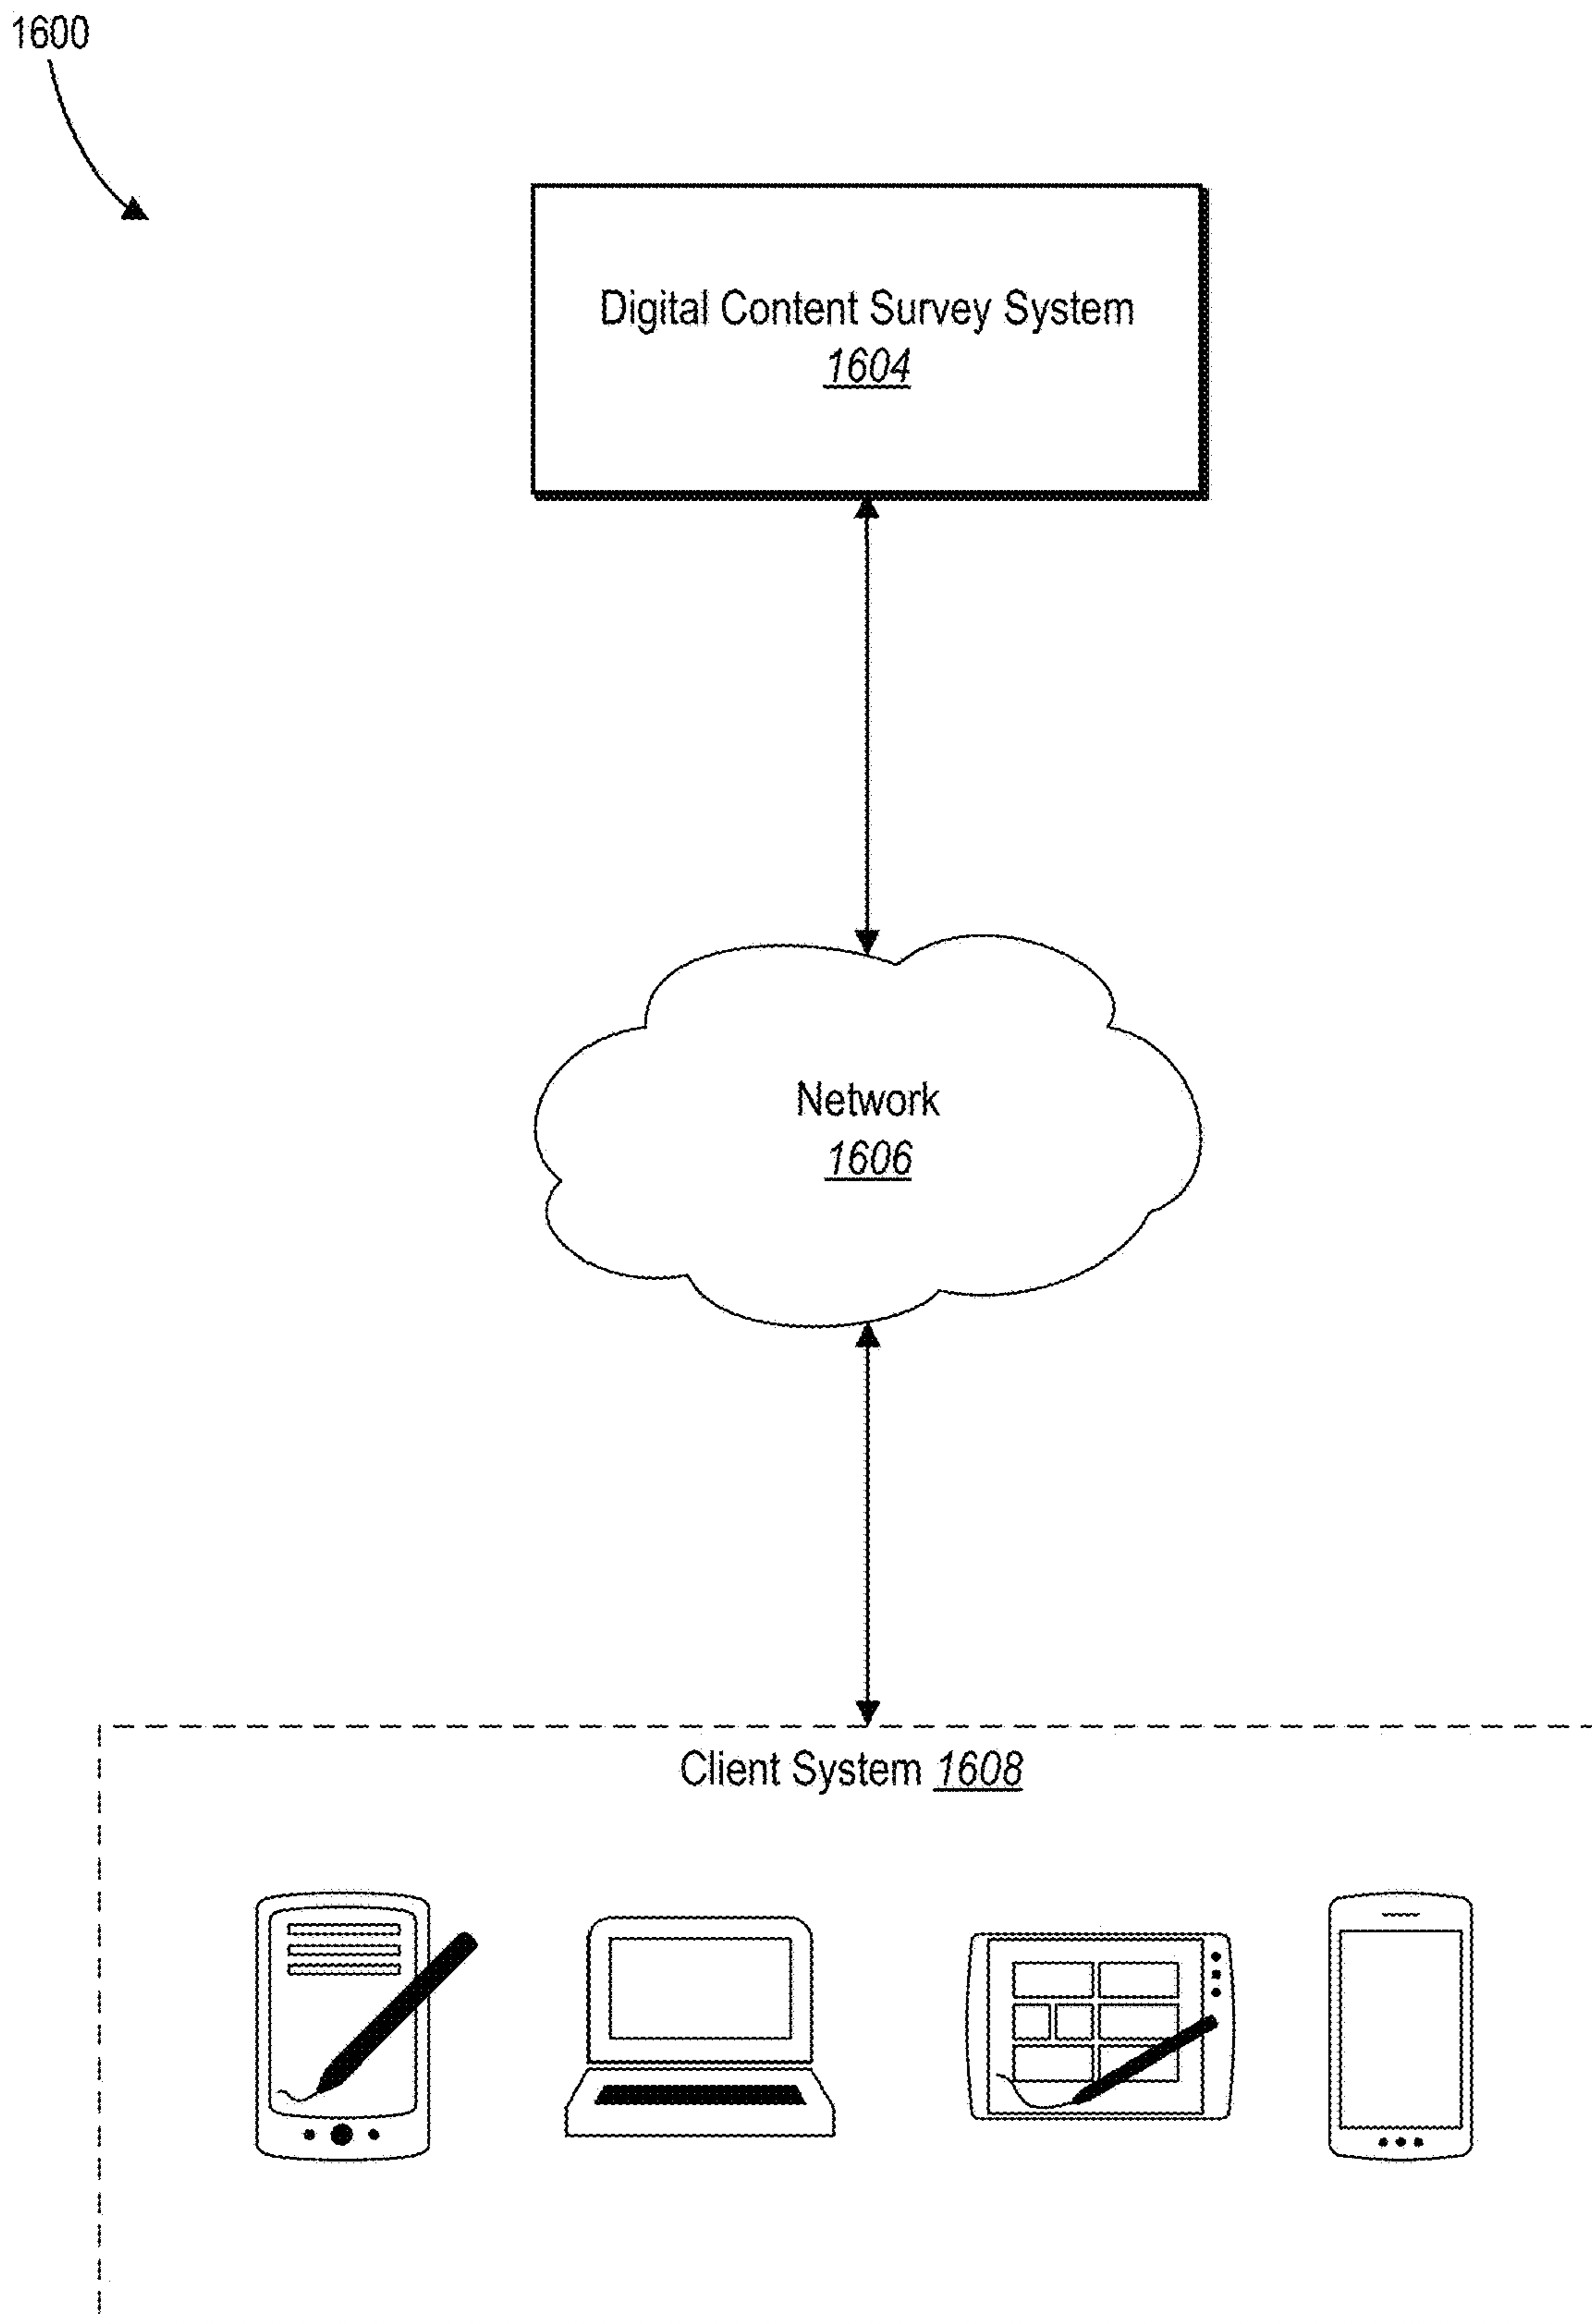 1600
Digital Content Survey System
1604
Network
1606
Client System 1608